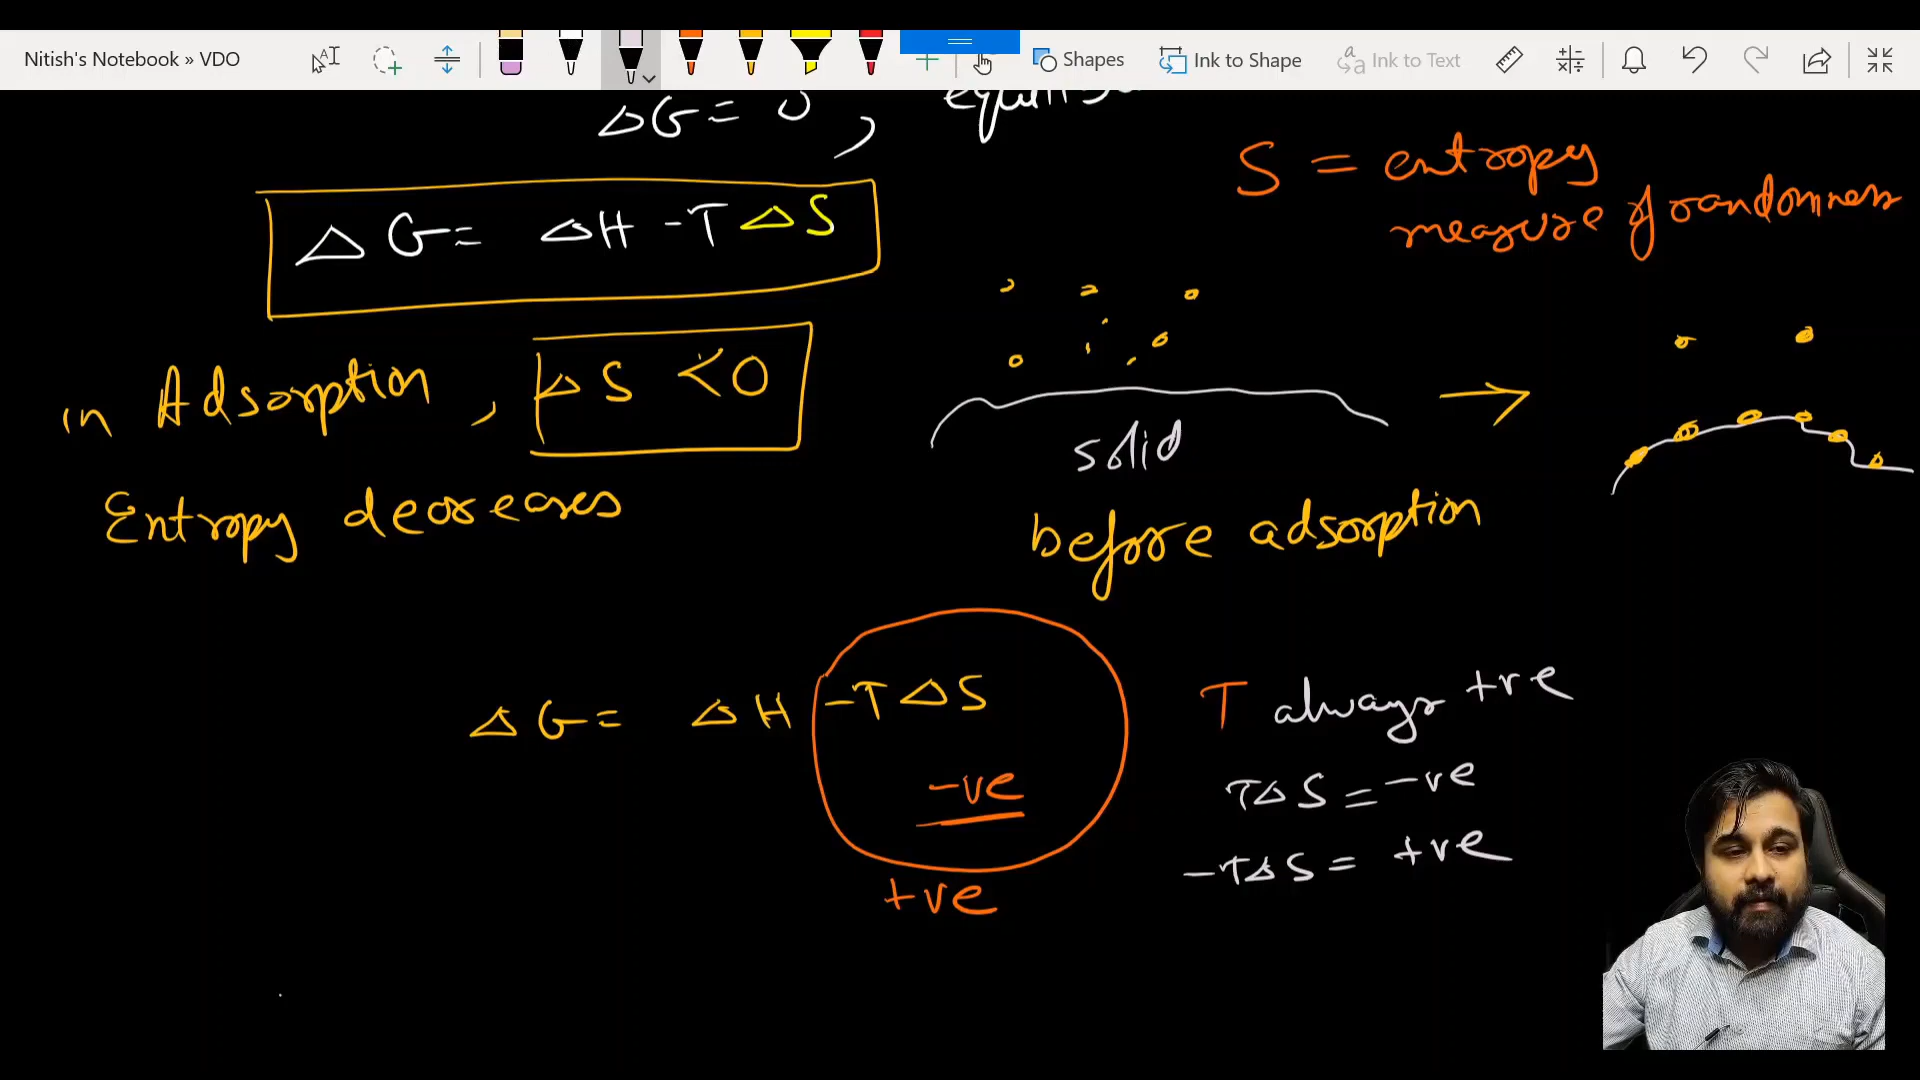 Nitish's Notebook » VDO
Shapes
Ink to Shape
Ink to Text
ΔG = 0,
S = entropy
measure of randomness
ΔG = ΔH -TΔS
in Adsorption, ΔS <0
solid
Entropy decreases
before adsorption
ΔG = ΔH -TΔS
-ve
+ve
T always +ve
TΔS = -ve
-TΔS = +ve